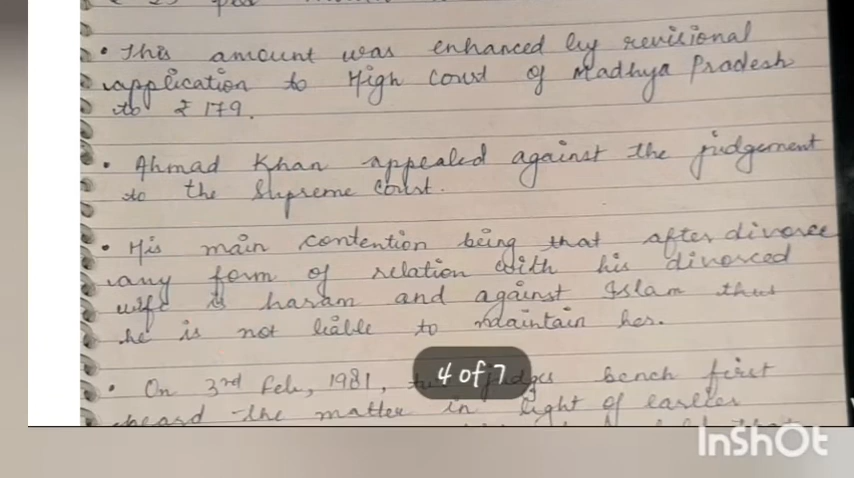 • This amount was enhanced by revisional
application to High Court of Madhya Pradesh
to ₹ 179.
• Ahmad Khan appealed against the judgement
to the Supreme Court.
• His main contention being that after divorce
any form of relation with his divorced
wife is haram and against Islam thus
he is not liable to maintain her.
• On 3rd Feb, 1981, judges bench first
4 of 7
heard the matter in light of earlier
InShOt